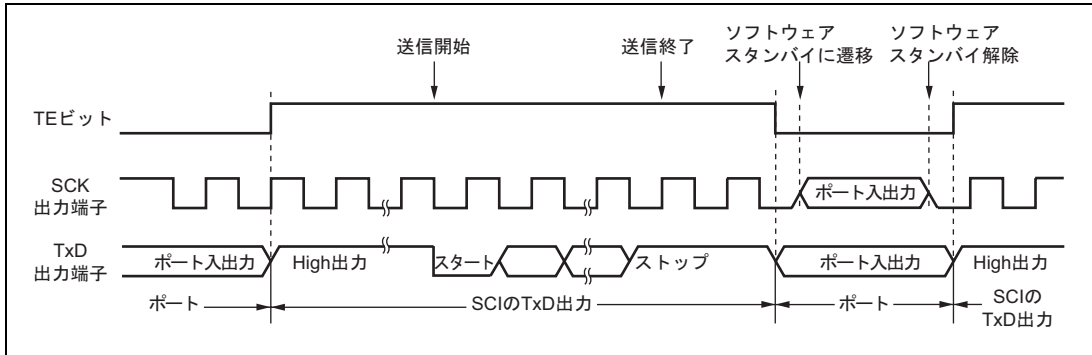 送信開始
送信終了
ソフトウェア
スタンバイに遷移
ソフトウェア
スタンバイ解除
TEビット
SCK
出力端子
ポート入出力
TxD
出力端子
ポート入出力
High出力
スタート
ストップ
ポート入出力
High出力
ポート
SCIのTxD出力
ポート
SCIの
TxD出力